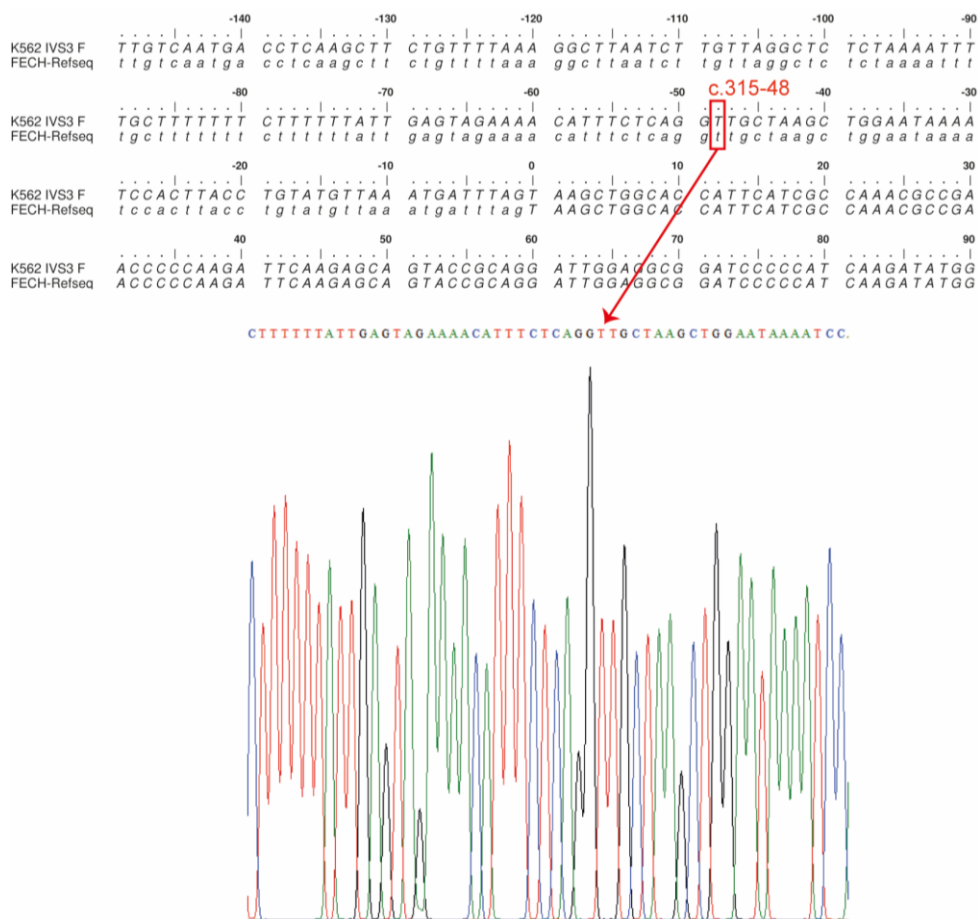 -140 -130 -120 -110 -100 -90
K562 IVS3 F TTGTCAATGA CCTCAAGCTT CTGTTTTAAA GGCTTAATCT TGTTAGGCTC TCTAAAATTT
FECH-Refseq ttgtcaatga cctcaagctt ctgttttaaa ggcttaatct tgttaggctc tctaaaattt
c.315-48
-80 -70 -60 -50 -40 -30
K562 IVS3 F TGCTTTTTTT CTTTTTTATT GAGTAGAAAA CATTTCTCAG GTTGCTAAGC TGGAATAAAA
FECH-Refseq tgctttttttt cttttttatt gagtagaaaa catttctcag gttgctaagc tggaataaaa
-20 -10 0 10 20 30
K562 IVS3 F TCCACTTACC TGTATGTTAA ATGATTTAGT AAGCTGGCAC CATTCATCGC CAAACGCCGA
FECH-Refseq tccacttacc tgtatgttaa atgatttagT AAGCTGGCAC CATTCATCGC CAAACGCCGA
40 50 60 70 80 90
K562 IVS3 F ACCCCCAAGA TTCAAGAGCA GTACCGCAGG ATTGGAGGCG GATCCCCCAT CAAGATATGG
FECH-Refseq ACCCCCAAGA TTCAAGAGCA GTACCGCAGG ATTGGAGGCG GATCCCCCAT CAAGATATGG
CTTTTTTATTGAGTAGAAAACATTTCTCAGGTTGCTAAGCTGGAATAAAATCC.